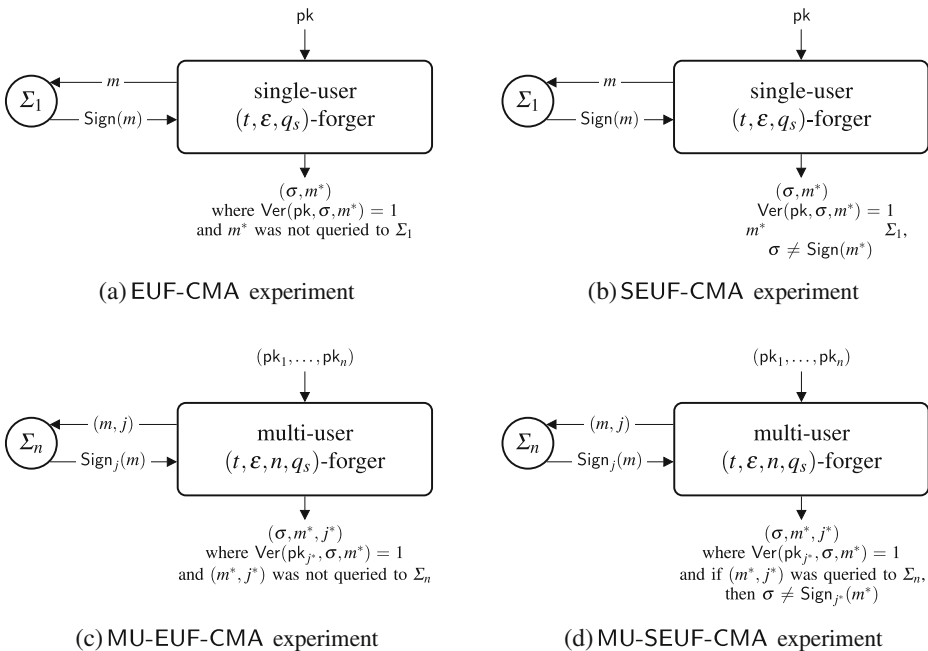 pk
m
Σ₁
Sign(m)
single-user
(t, ε, qₛ)-forger
(σ, m*)
where Ver(pk, σ, m*) = 1
and m* was not queried to Σ₁
(a) EUF-CMA experiment
pk
m
Σ₁
Sign(m)
single-user
(t, ε, qₛ)-forger
(σ, m*)
Ver(pk, σ, m*) = 1
m* Σ₁,
σ ≠ Sign(m*)
(b) SEUF-CMA experiment
(pk₁, ..., pkₙ)
(m, j)
Σₙ
Signⱼ(m)
multi-user
(t, ε, n, qₛ)-forger
(σ, m*, j*)
where Ver(pkⱼ*, σ, m*) = 1
and (m*, j*) was not queried to Σₙ
(c) MU-EUF-CMA experiment
(pk₁, ..., pkₙ)
(m, j)
Σₙ
Signⱼ(m)
multi-user
(t, ε, n, qₛ)-forger
(σ, m*, j*)
where Ver(pkⱼ*, σ, m*) = 1
and if (m*, j*) was queried to Σₙ,
then σ ≠ Signⱼ*(m*)
(d) MU-SEUF-CMA experiment